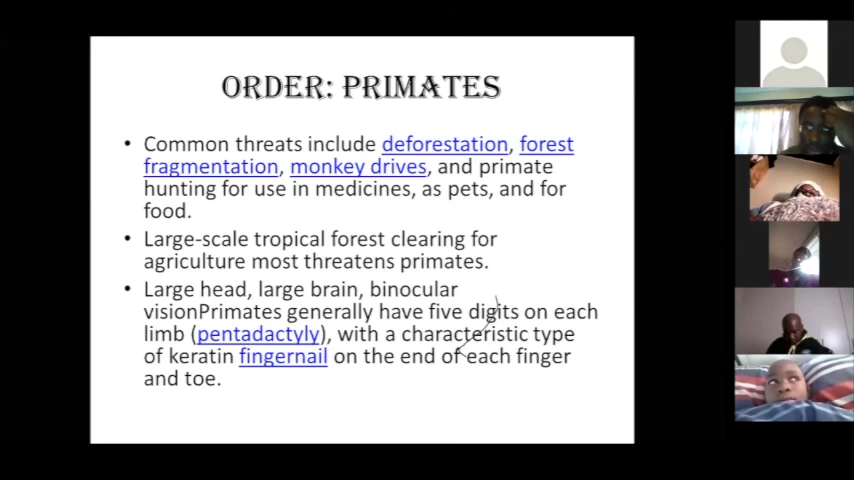 ORDER: PRIMATES
• Common threats include deforestation, forest
fragmentation, monkey drives, and primate
hunting for use in medicines, as pets, and for
food.
• Large-scale tropical forest clearing for
agriculture most threatens primates.
• Large head, large brain, binocular
visionPrimates generally have five digits on each
limb (pentadactyly), with a characteristic type
of keratin fingernail on the end of each finger
and toe.